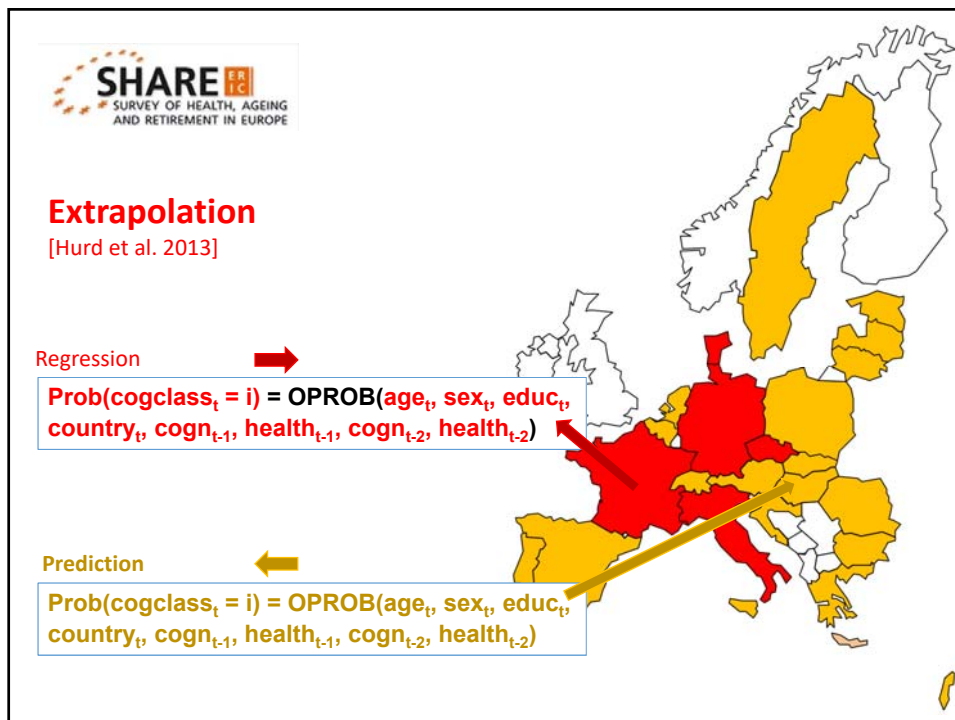 SHARE ERIC
SURVEY OF HEALTH, AGEING
AND RETIREMENT IN EUROPE
Extrapolation
[Hurd et al. 2013]
Regression
Prob(cogclassₜ = i) = OPROB(ageₜ, sexₜ, educₜ,
countryₜ, cognₜ₋₁, healthₜ₋₁, cognₜ₋₂, healthₜ₋₂)
Prediction
Prob(cogclassₜ = i) = OPROB(ageₜ, sexₜ, educₜ,
countryₜ, cognₜ₋₁, healthₜ₋₁, cognₜ₋₂, healthₜ₋₂)